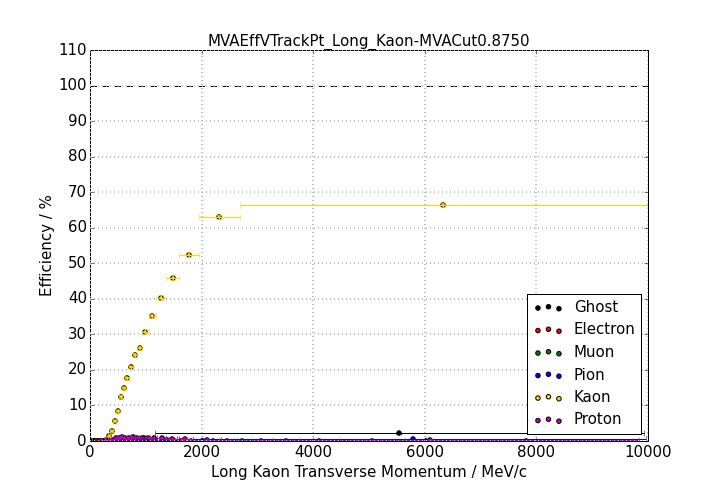 MVAEffVTrackPt_Long_Kaon-MVACut0.8750
110
100
90
80
70
60
50
40
30
20
10
0
Efficiency / %
Ghost
Electron
Muon
Pion
Kaon
Proton
0 2000 4000 6000 8000 10000
Long Kaon Transverse Momentum / MeV/c